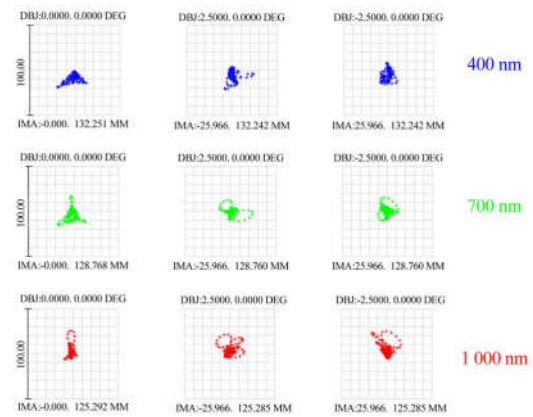 DBJ:0.0000, 0.0000 DEG DBJ:2.5000, 0.0000 DEG DBJ:-2.5000, 0.0000 DEG
100.00
400 nm
IMA:-0.000, 132.251 MM IMA:-25.966, 132.242 MM IMA:25.966, 132.242 MM
DBJ:0.0000, 0.0000 DEG DBJ:2.5000, 0.0000 DEG DBJ:-2.5000, 0.0000 DEG
100.00
700 nm
IMA:-0.000, 128.768 MM IMA:-25.966, 128.760 MM IMA:25.966, 128.760 MM
DBJ:0.0000, 0.0000 DEG DBJ:2.5000, 0.0000 DEG DBJ:-2.5000, 0.0000 DEG
100.00
1 000 nm
IMA:-0.000, 125.292 MM IMA:-25.966, 125.285 MM IMA:25.966, 125.285 MM